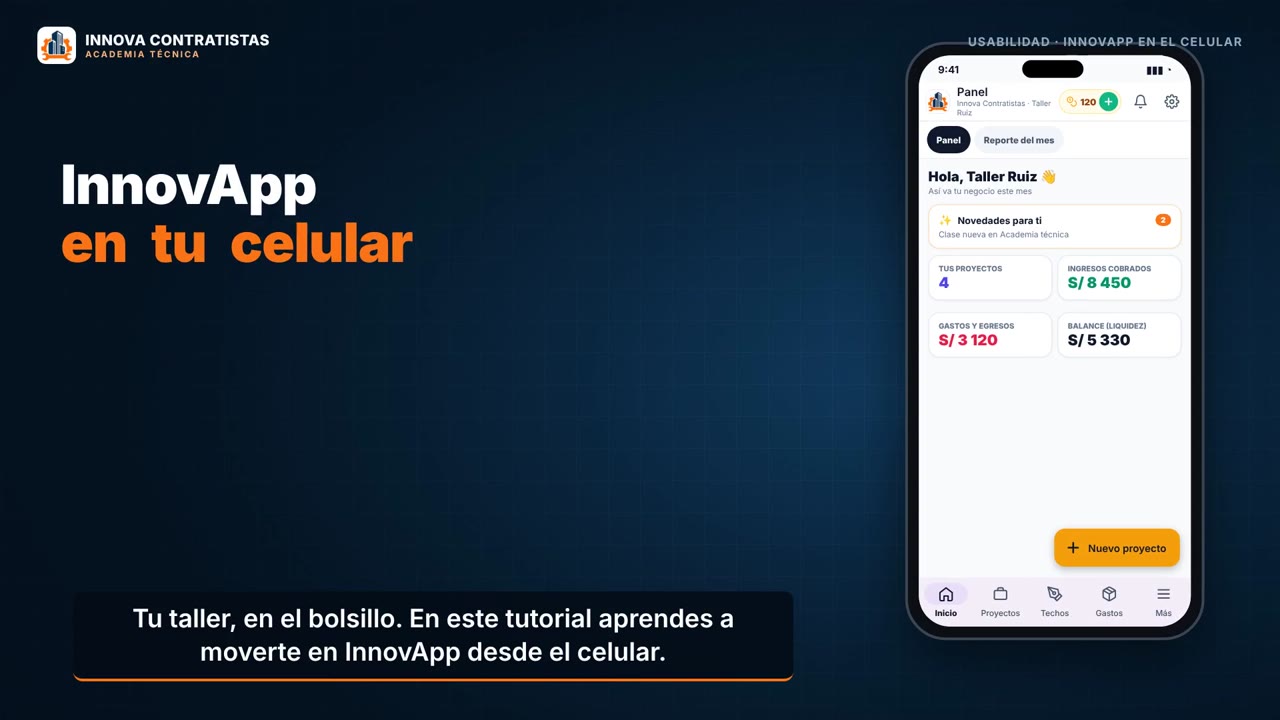 INNOVA CONTRATISTAS
ACADEMIA TÉCNICA
USABILIDAD · INNOVAPP EN EL CELULAR
InnovApp
en tu celular
Tu taller, en el bolsillo. En este tutorial aprendes a
moverte en InnovApp desde el celular.
9:41
Panel
Innova Contratistas · Taller
Ruiz
120
Panel
Reporte del mes
Hola, Taller Ruiz 👋
Así va tu negocio este mes
✨ Novedades para ti
2
Clase nueva en Academia técnica
TUS PROYECTOS
4
INGRESOS COBRADOS
S/ 8 450
GASTOS Y EGRESOS
S/ 3 120
BALANCE (LIQUIDEZ)
S/ 5 330
+ Nuevo proyecto
Inicio
Proyectos
Techos
Gastos
Más